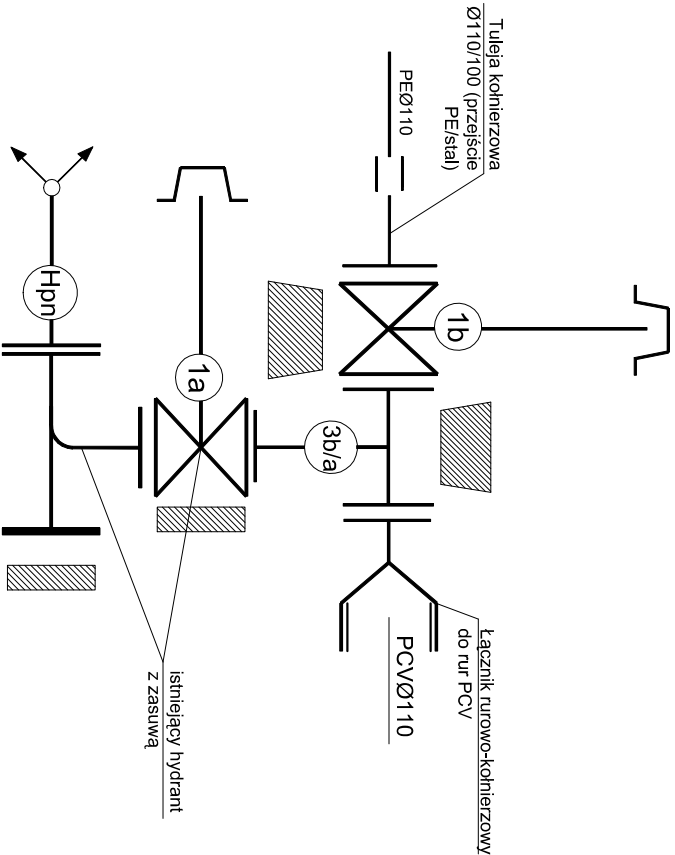 Tuleja kołnierzowa
Ø110/100 (przejście
PE/stal)
PEØ110
1b
Hpn
1a
3b/a
PCVØ110
Łącznik rurowo-kołnierzowy
do rur PCV
istniejący hydrant
z zasuwą